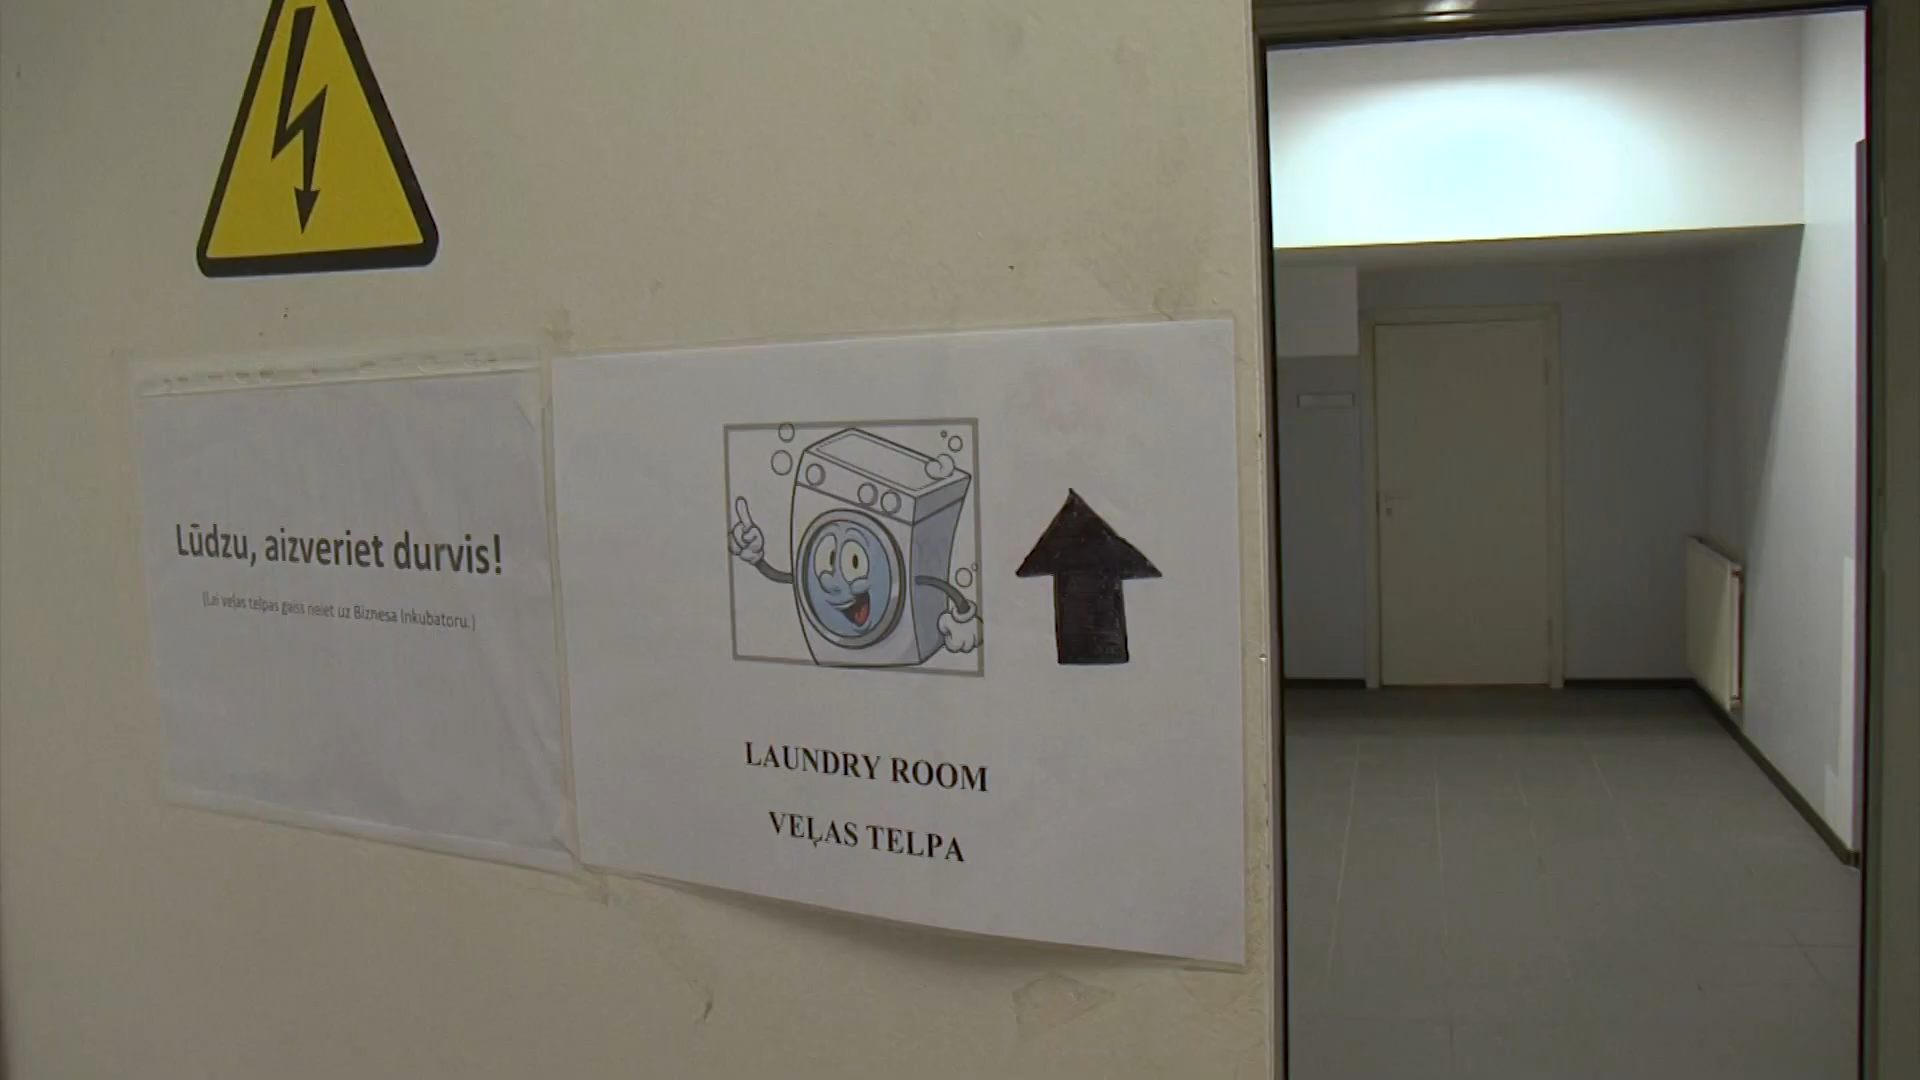 Lūdzu, aizveriet durvis!
(Lai veļas telpas gaiss neiet uz Biznesa Inkubatoru.)
LAUNDRY ROOM
VEĻAS TELPA